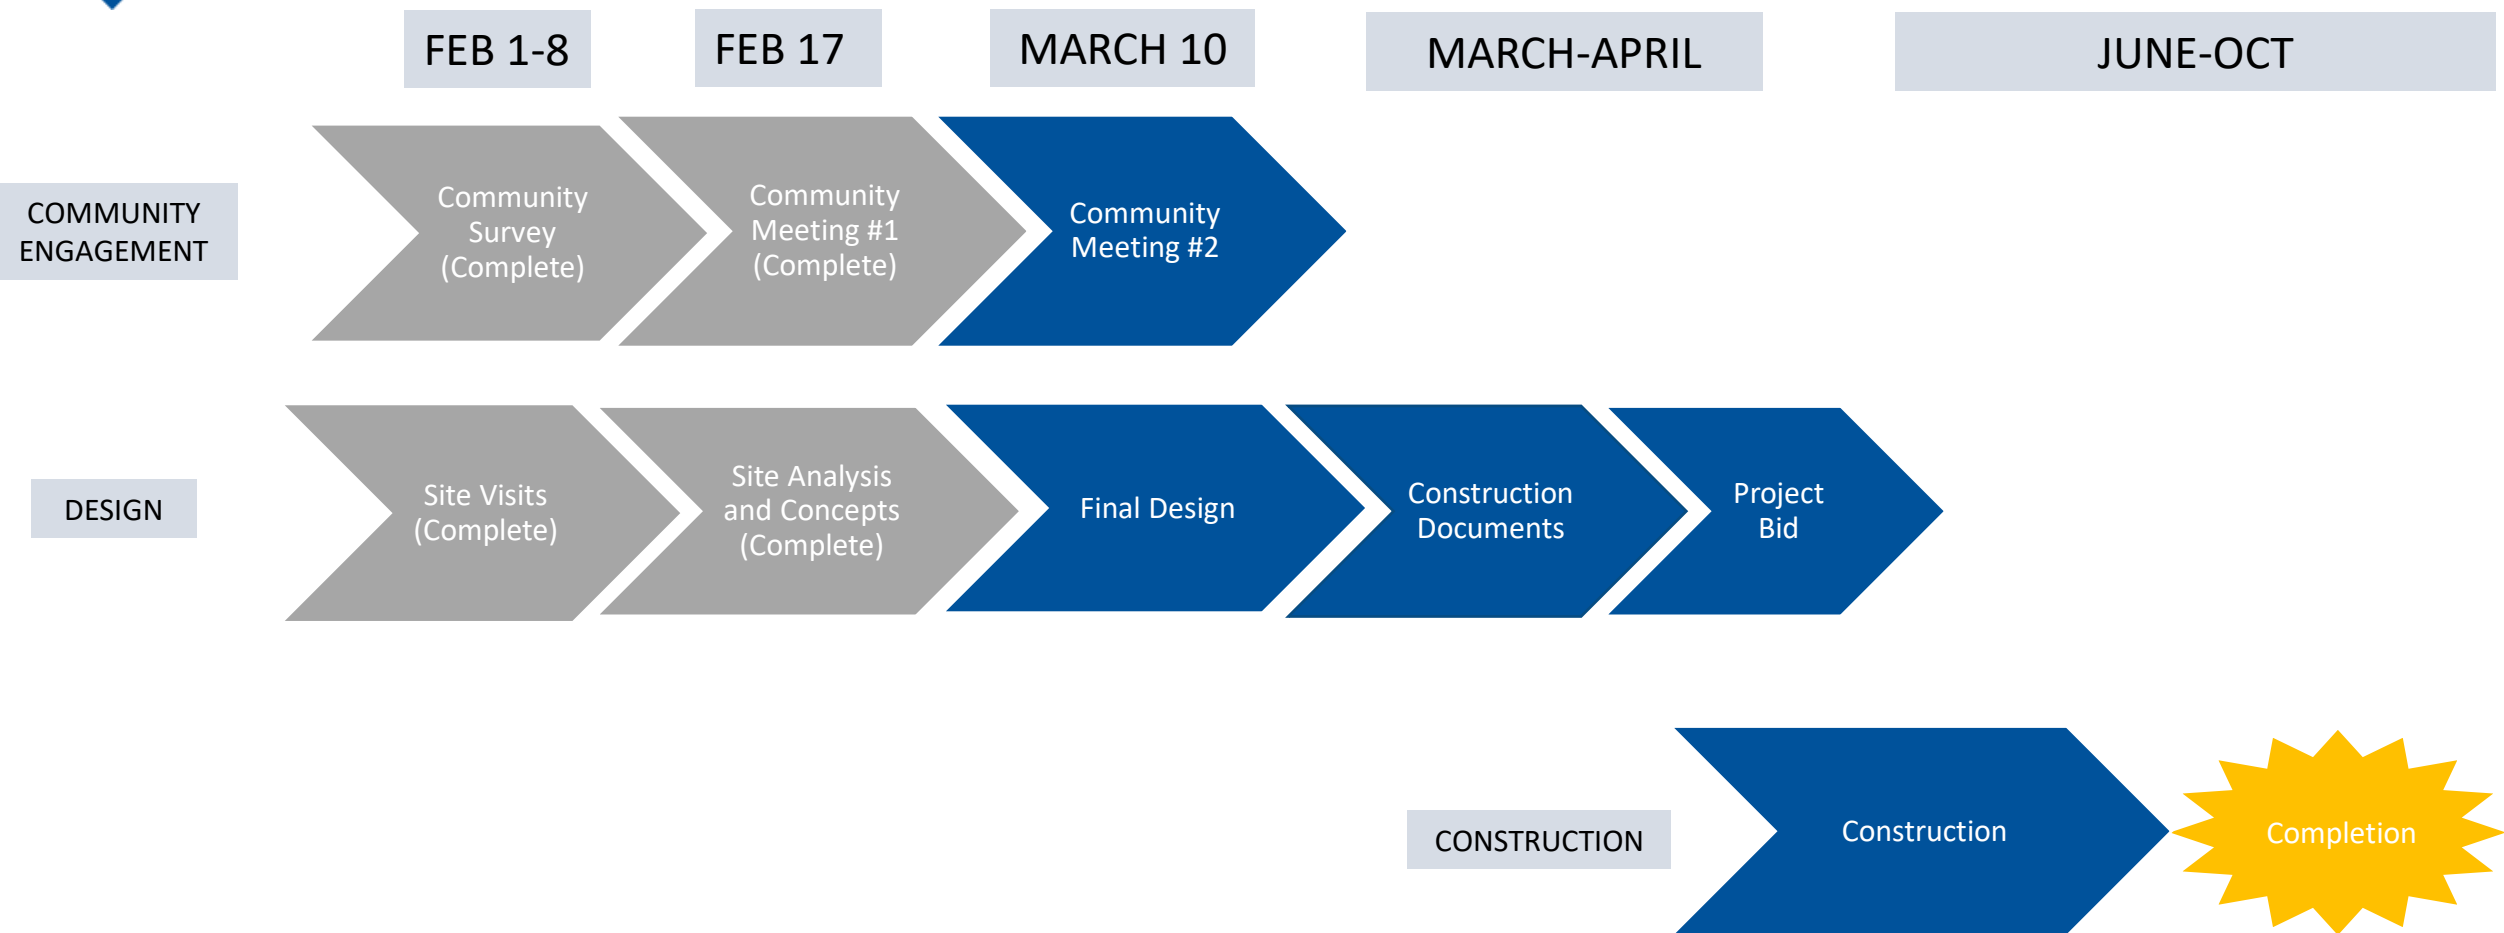 FEB 1-8
FEB 17
MARCH 10
MARCH-APRIL
JUNE-OCT
COMMUNITY
ENGAGEMENT
Community
Survey
(Complete)
Community
Meeting #1
(Complete)
Community
Meeting #2
DESIGN
Site Visits
(Complete)
Site Analysis
and Concepts
(Complete)
Final Design
Construction
Documents
Project
Bid
CONSTRUCTION
Construction
Completion